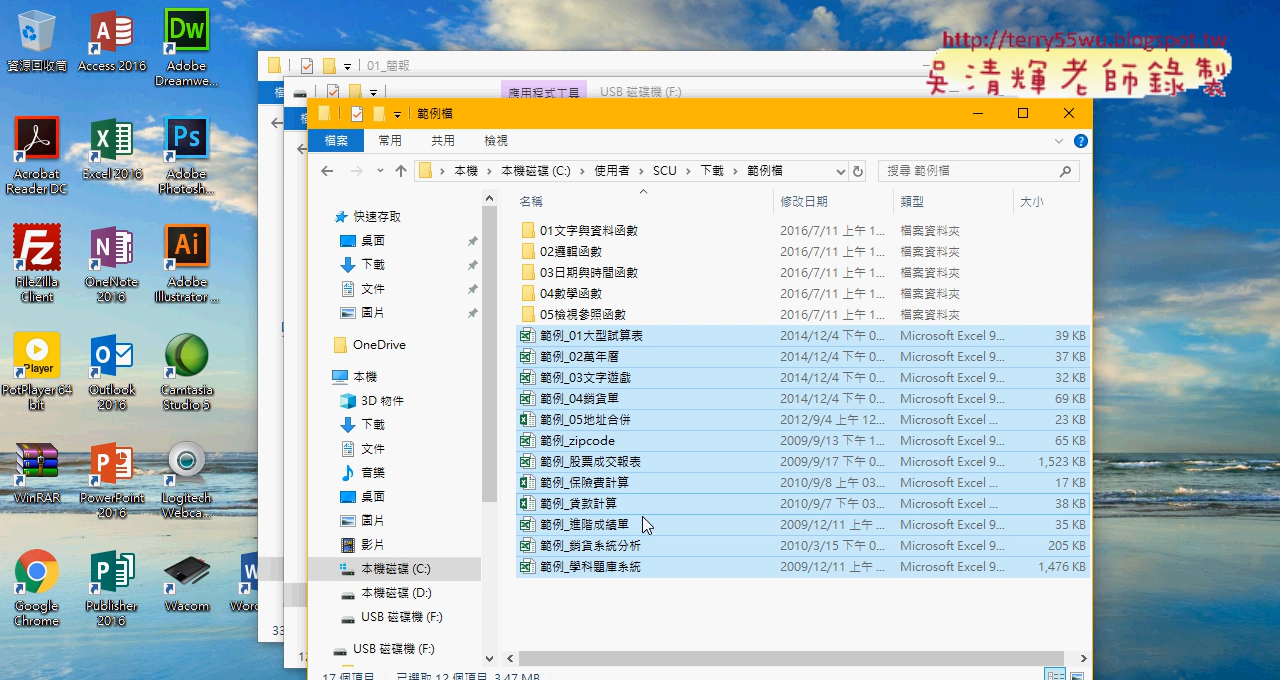 http://terry55wu.blogspot.tw
吳清輝老師錄製
資源回收筒
Access 2016
Adobe Dreamwe...
Acrobat Reader DC
Excel 2016
Adobe Photosh...
FileZilla Client
OneNote 2016
Adobe Illustrator ...
PotPlayer 64 bit
Outlook 2016
Camtasia Studio 5
WinRAR
PowerPoint 2016
Logitech Webca...
Google Chrome
Publisher 2016
Wacom
01_簡報
應用程式工具 USB 磁碟機 (F:)
範例檔
檔案 常用 共用 檢視
本機 本機磁碟 (C:) 使用者 SCU 下載 範例檔
搜尋 範例檔
快速存取
桌面
下載
文件
圖片
OneDrive
本機
3D 物件
下載
文件
音樂
桌面
圖片
影片
本機磁碟 (C:)
本機磁碟 (D:)
USB 磁碟機 (F:)
USB 磁碟機 (F:)
名稱 修改日期 類型 大小
01文字與資料函數 2016/7/11 上午 1... 檔案資料夾
02邏輯函數 2016/7/11 上午 1... 檔案資料夾
03日期與時間函數 2016/7/11 上午 1... 檔案資料夾
04數學函數 2016/7/11 上午 1... 檔案資料夾
05檢視參照函數 2016/7/11 上午 1... 檔案資料夾
範例_01大型試算表 2014/12/4 下午 0... Microsoft Excel 9... 39 KB
範例_02萬年曆 2014/12/4 下午 0... Microsoft Excel 9... 37 KB
範例_03文字遊戲 2014/12/4 下午 0... Microsoft Excel 9... 32 KB
範例_04銷貨單 2014/12/4 下午 0... Microsoft Excel 9... 69 KB
範例_05地址合併 2012/9/4 上午 12... Microsoft Excel 9... 23 KB
範例_zipcode 2009/9/13 下午 1... Microsoft Excel 9... 65 KB
範例_股票成交報表 2009/9/17 下午 0... Microsoft Excel 9... 1,523 KB
範例_保險費計算 2010/9/8 上午 03... Microsoft Excel 9... 17 KB
範例_貸款計算 2010/9/7 下午 03... Microsoft Excel 9... 38 KB
範例_進階成績單 2009/12/11 上午 ... Microsoft Excel 9... 35 KB
範例_銷貨系統分析 2010/3/15 下午 0... Microsoft Excel 9... 205 KB
範例_學科題庫系統 2009/12/11 上午 ... Microsoft Excel 9... 1,476 KB
17 個項目 已選取 12 個項目 3.47 MB